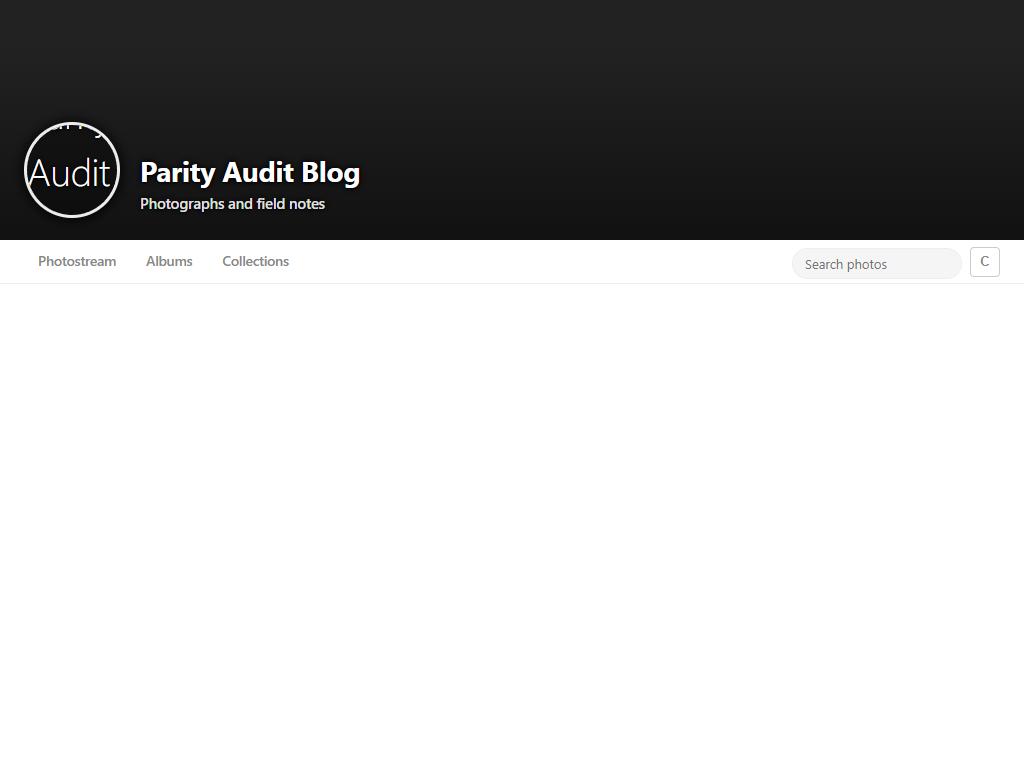 Audit
Parity Audit Blog
Photographs and field notes
Photostream Albums Collections Search photos C